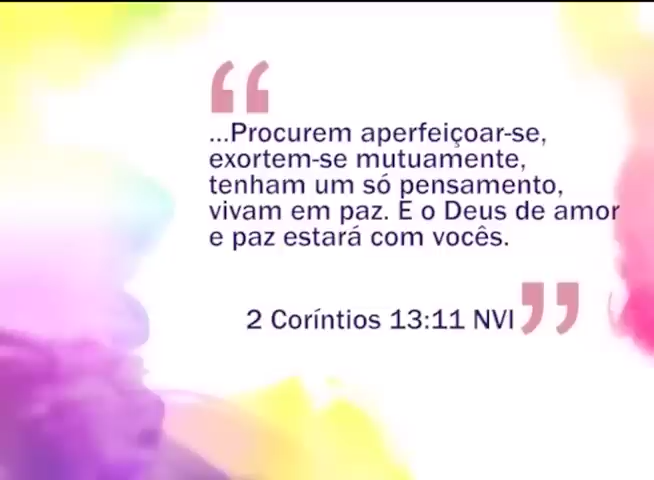 “
...Procurem aperfeiçoar-se,
exortem-se mutuamente,
tenham um só pensamento,
vivam em paz. E o Deus de amor
e paz estará com vocês.
2 Coríntios 13:11 NVI ”